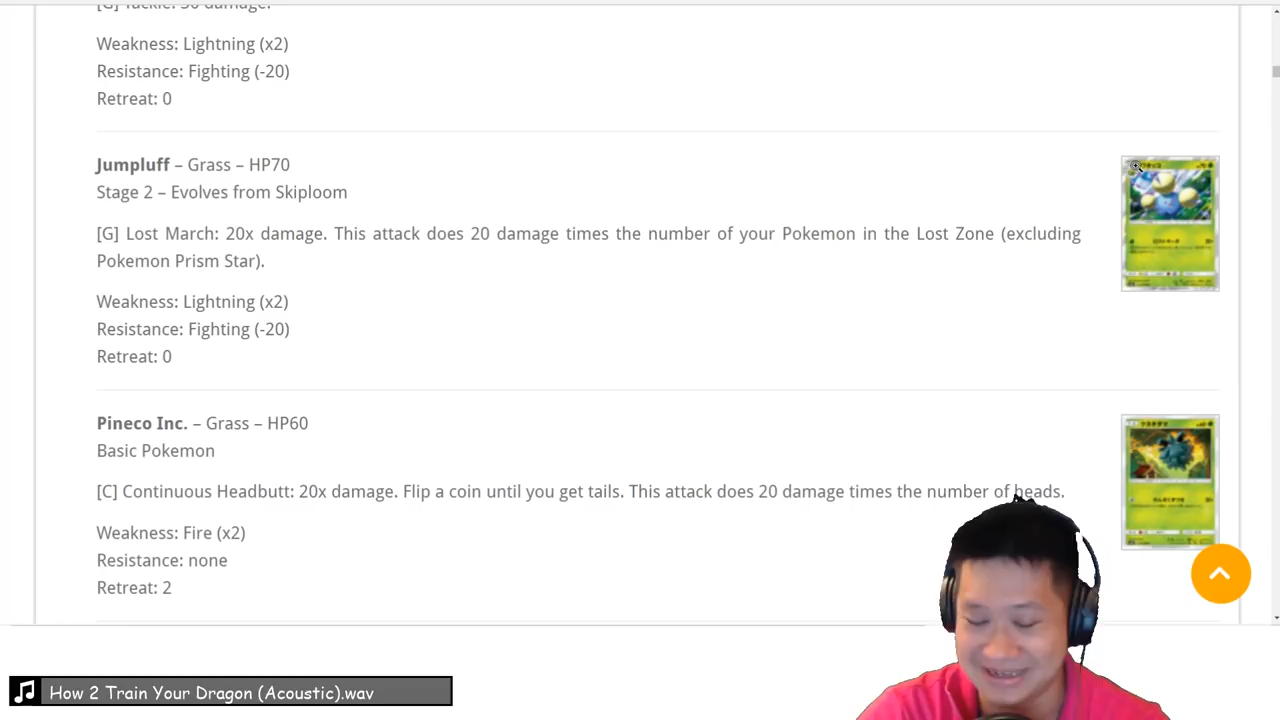 [G] Tackle: 30 damage.
Weakness: Lightning (x2)
Resistance: Fighting (-20)
Retreat: 0
Jumpluff – Grass – HP70
Stage 2 – Evolves from Skiploom
[G] Lost March: 20x damage. This attack does 20 damage times the number of your Pokemon in the Lost Zone (excluding
Pokemon Prism Star).
Weakness: Lightning (x2)
Resistance: Fighting (-20)
Retreat: 0
Pineco Inc. – Grass – HP60
Basic Pokemon
[C] Continuous Headbutt: 20x damage. Flip a coin until you get tails. This attack does 20 damage times the number of heads.
Weakness: Fire (x2)
Resistance: none
Retreat: 2
How 2 Train Your Dragon (Acoustic).wav